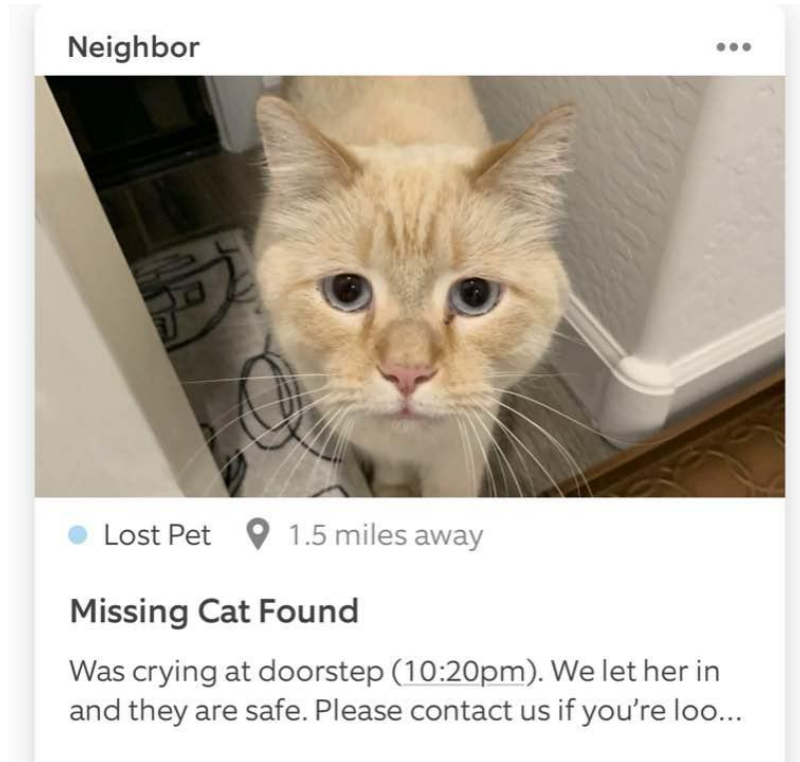 Neighbor
Lost Pet 1.5 miles away
Missing Cat Found
Was crying at doorstep (10:20pm). We let her in
and they are safe. Please contact us if you’re loo...